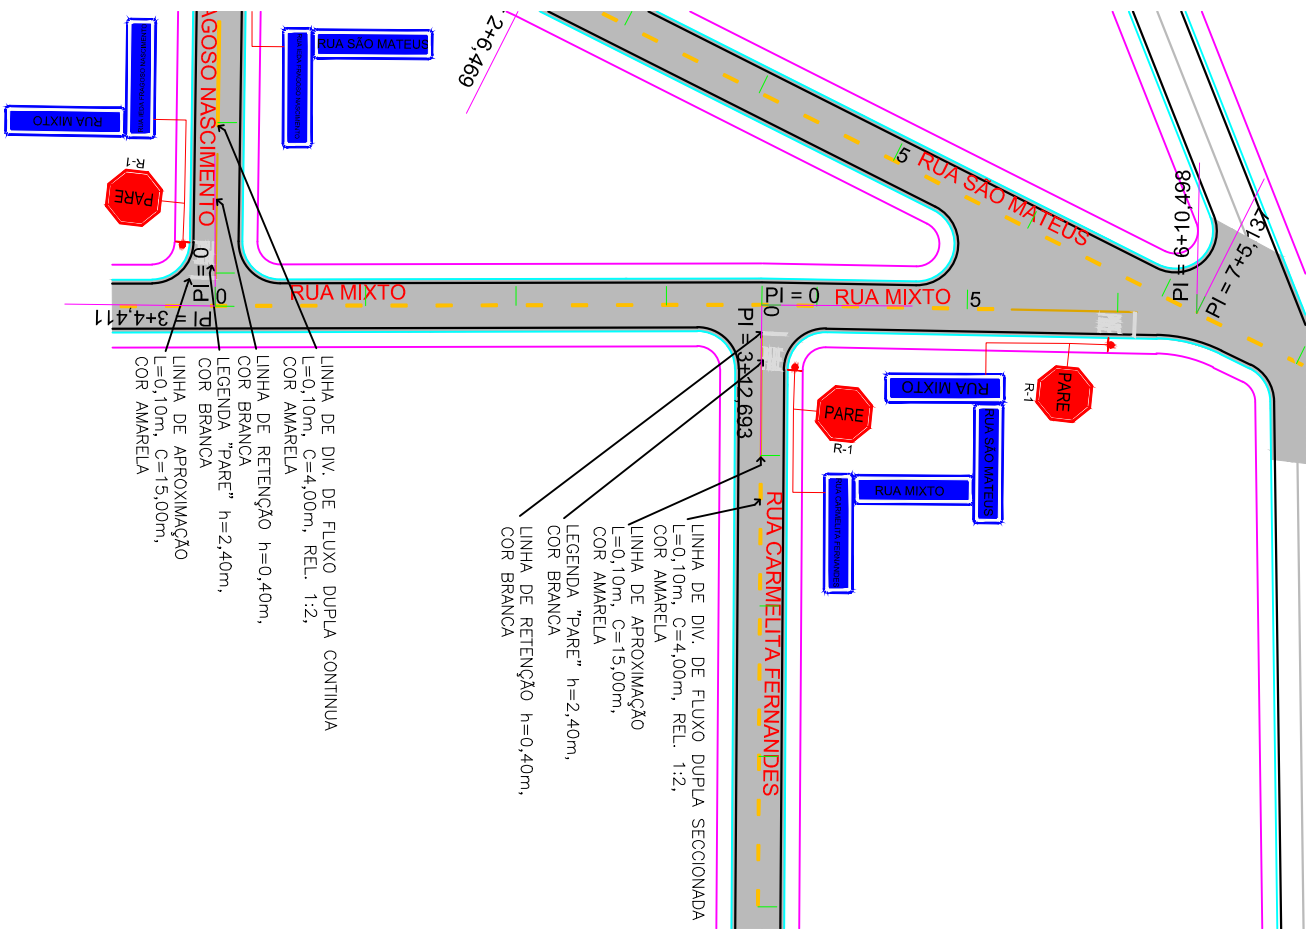 AGOSO NASCIMENTO
RUA SÃO MATEUS
RUA MIXTO
R-1
PARE
2+6,469
5
RUA SÃO MATEUS
PI = 6+10,498
PI = 7+5,137
PI = 0
0
RUA MIXTO
PI = 3+4,411
PI = 0
0
RUA MIXTO
5
PI = 3+12,693
LINHA DE DIV. DE FLUXO DUPLA CONTINUA
L=0,10m, C=4,00m, REL. 1:2,
COR AMARELA
LINHA DE RETENÇÃO h=0,40m,
COR BRANCA
LEGENDA "PARE" h=2,40m,
COR BRANCA
LINHA DE APROXIMAÇÃO
L=0,10m, C=15,00m,
COR AMARELA
PARE
R-1
RUA MIXTO
PARE
R-1
RUA SÃO MATEUS
RUA MIXTO
RUA CARMELITA FERNANDES
LINHA DE DIV. DE FLUXO DUPLA SECCIONADA
L=0,10m, C=4,00m, REL. 1:2,
COR AMARELA
LINHA DE APROXIMAÇÃO
L=0,10m, C=15,00m,
COR AMARELA
LEGENDA "PARE" h=2,40m,
COR BRANCA
LINHA DE RETENÇÃO h=0,40m,
COR BRANCA